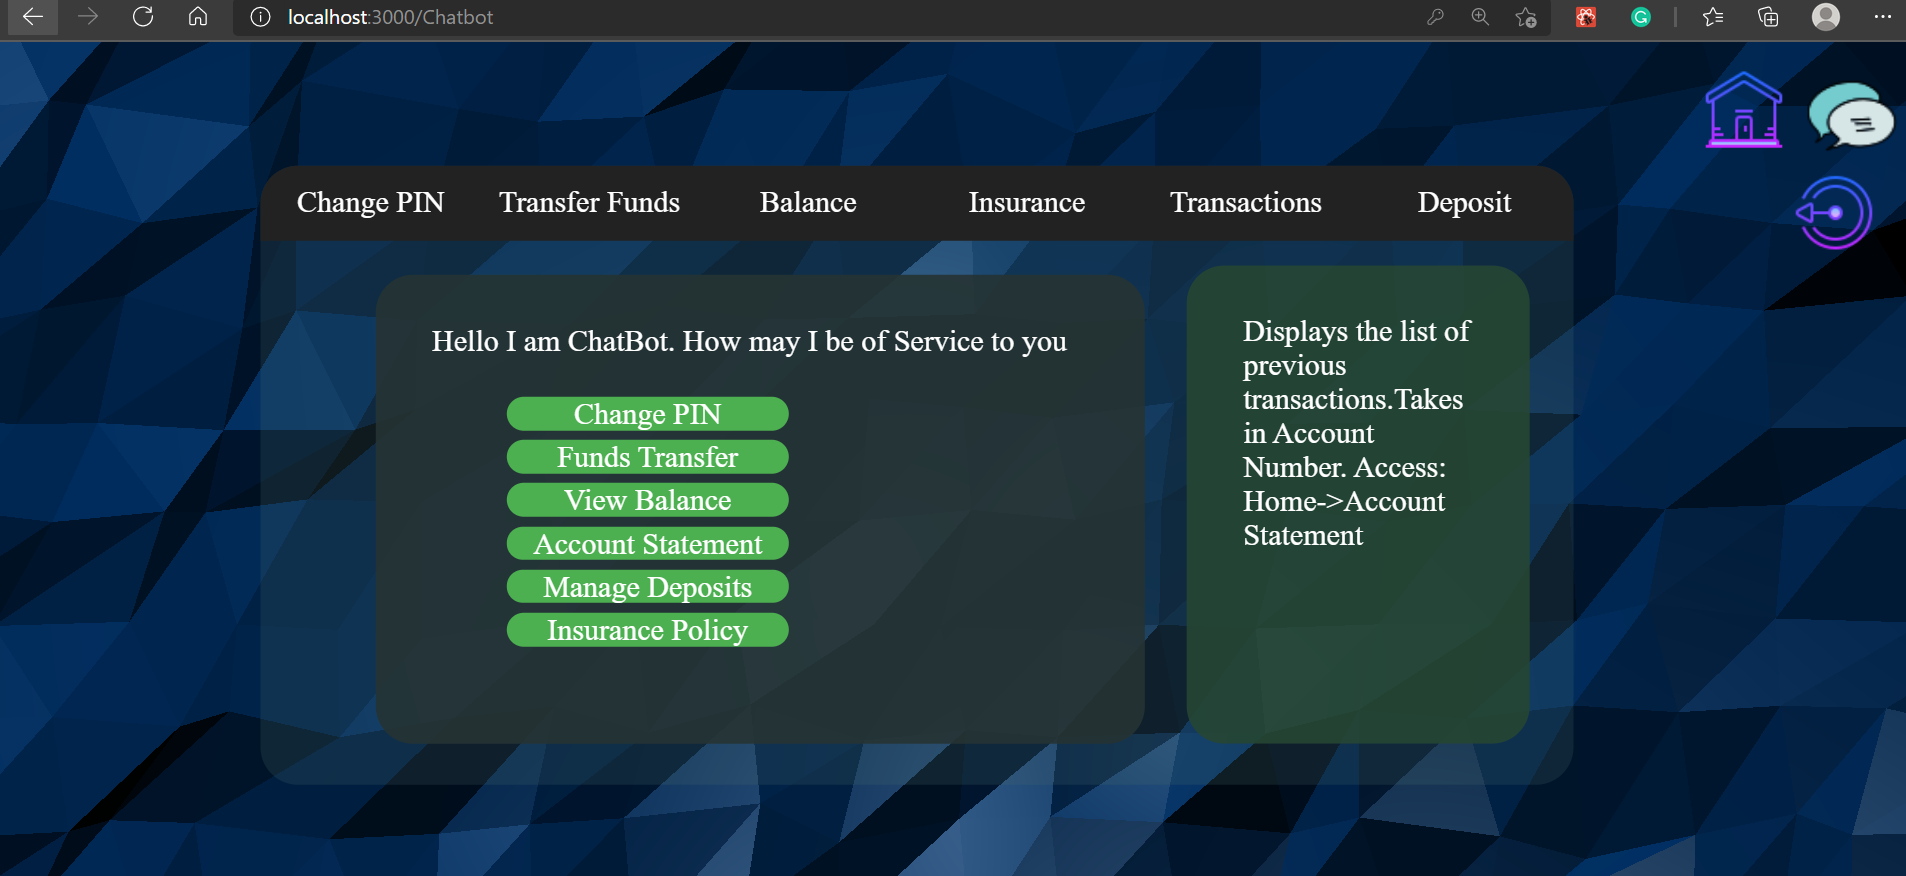 localhost:3000/Chatbot
Change PIN Transfer Funds Balance Insurance Transactions Deposit
Hello I am ChatBot. How may I be of Service to you
Change PIN
Funds Transfer
View Balance
Account Statement
Manage Deposits
Insurance Policy
Displays the list of
previous
transactions.Takes
in Account
Number. Access:
Home->Account
Statement